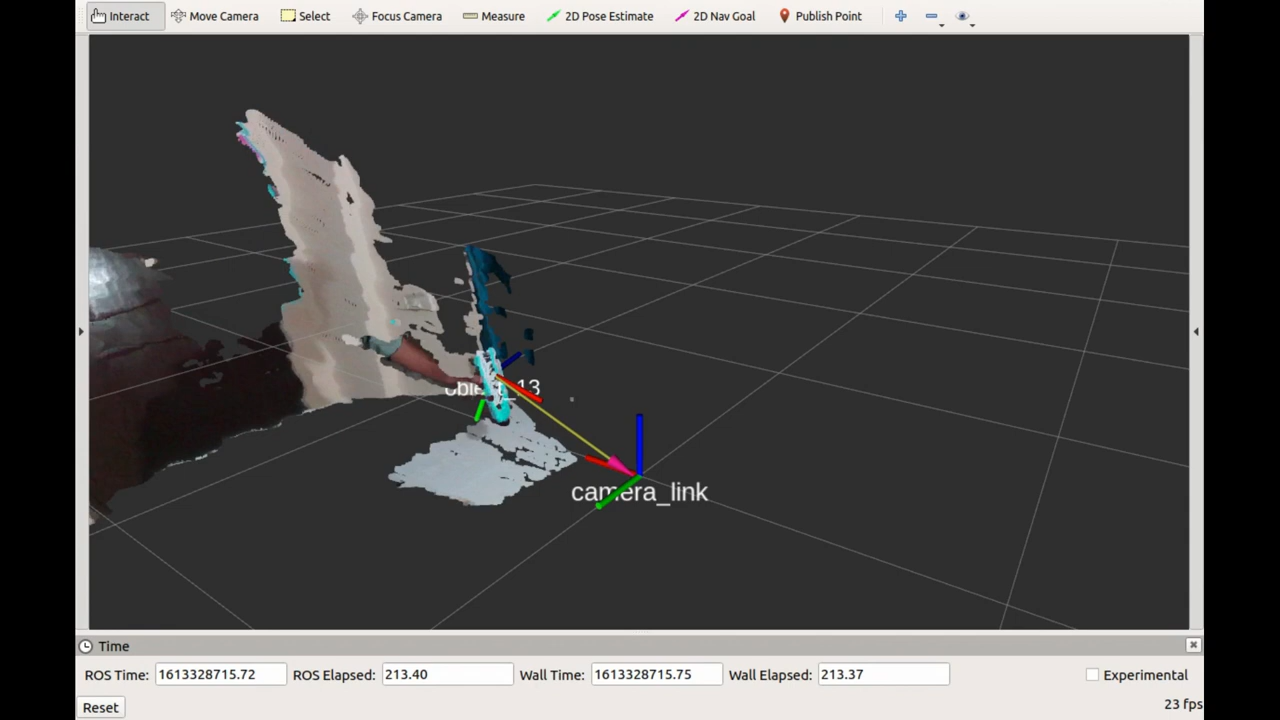 Interact Move Camera Select Focus Camera Measure 2D Pose Estimate 2D Nav Goal Publish Point
object_13
camera_link
Time
ROS Time: 1613328715.72 ROS Elapsed: 213.40 Wall Time: 1613328715.75 Wall Elapsed: 213.37 Experimental
Reset 23 fps